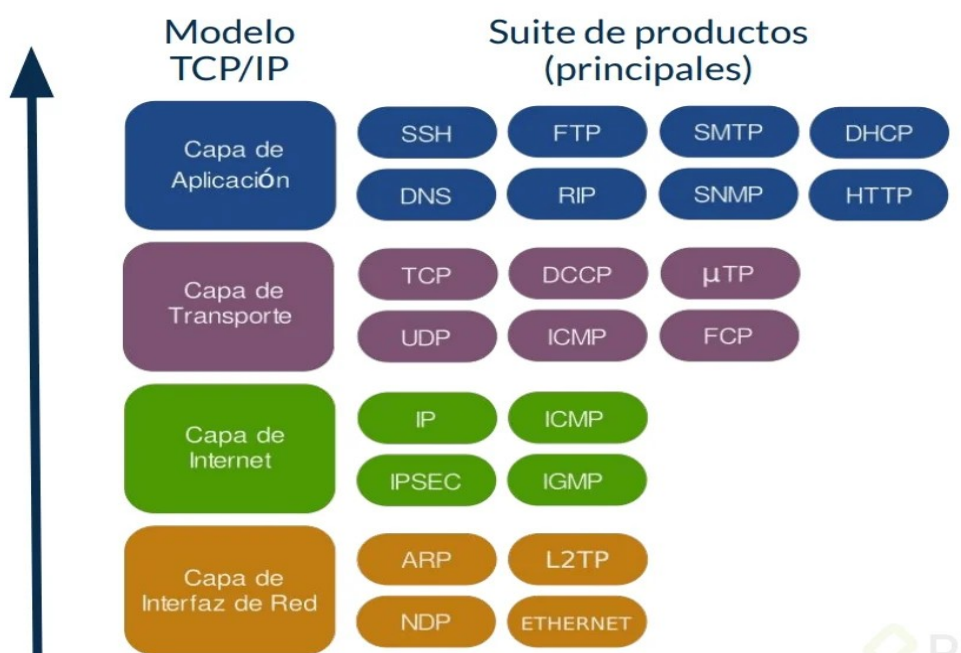 Modelo
TCP/IP
Suite de productos
(principales)
Capa de
Aplicación
SSH
FTP
SMTP
DHCP
DNS
RIP
SNMP
HTTP
Capa de
Transporte
TCP
DCCP
µTP
UDP
ICMP
FCP
Capa de
Internet
IP
ICMP
IPSEC
IGMP
Capa de
Interfaz de Red
ARP
L2TP
NDP
ETHERNET